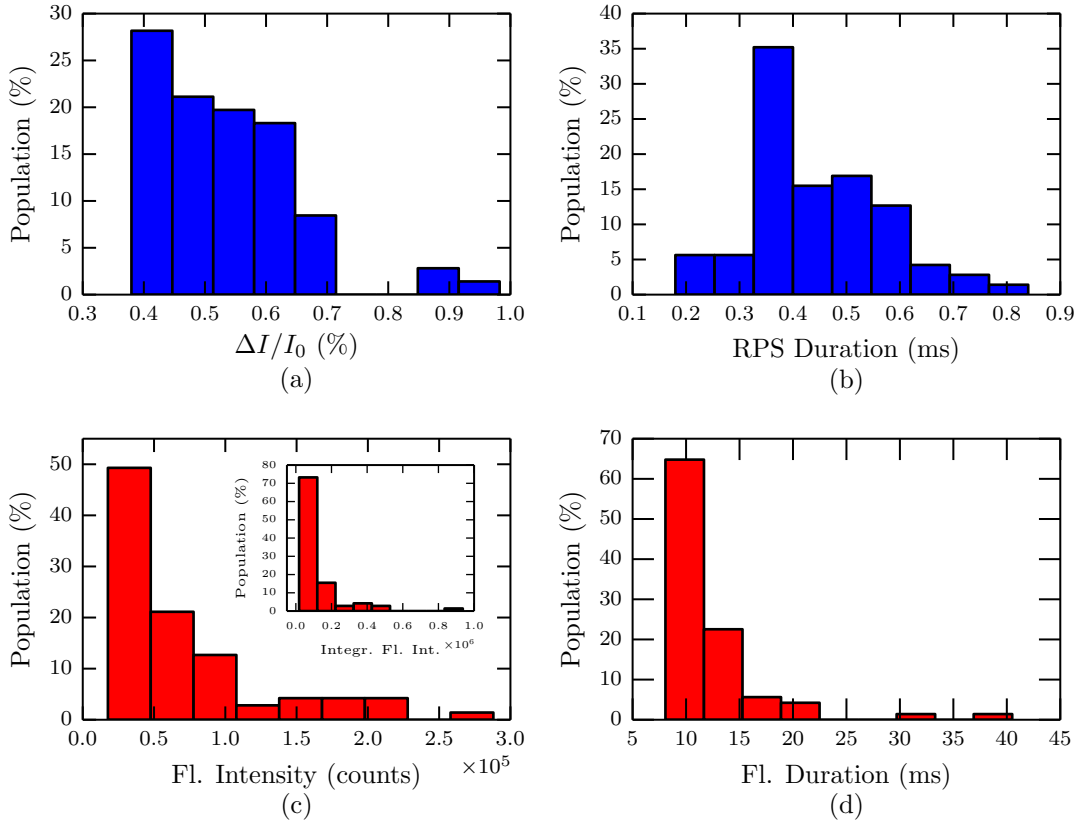 30
25
20
15
10
5
0
0.3 0.4 0.5 0.6 0.7 0.8 0.9 1.0
Population (%)
ΔI/I₀ (%)
(a)
40
35
30
25
20
15
10
5
0
0.1 0.2 0.3 0.4 0.5 0.6 0.7 0.8 0.9
Population (%)
RPS Duration (ms)
(b)
50
40
30
20
10
0
0.0 0.5 1.0 1.5 2.0 2.5 3.0
Population (%)
Fl. Intensity (counts)
×10⁵
(c)
80
70
60
50
40
30
20
10
0
0.0 0.2 0.4 0.6 0.8 1.0
Population (%)
Integr. Fl. Int.
×10⁶
70
60
50
40
30
20
10
0
5 10 15 20 25 30 35 40 45
Population (%)
Fl. Duration (ms)
(d)